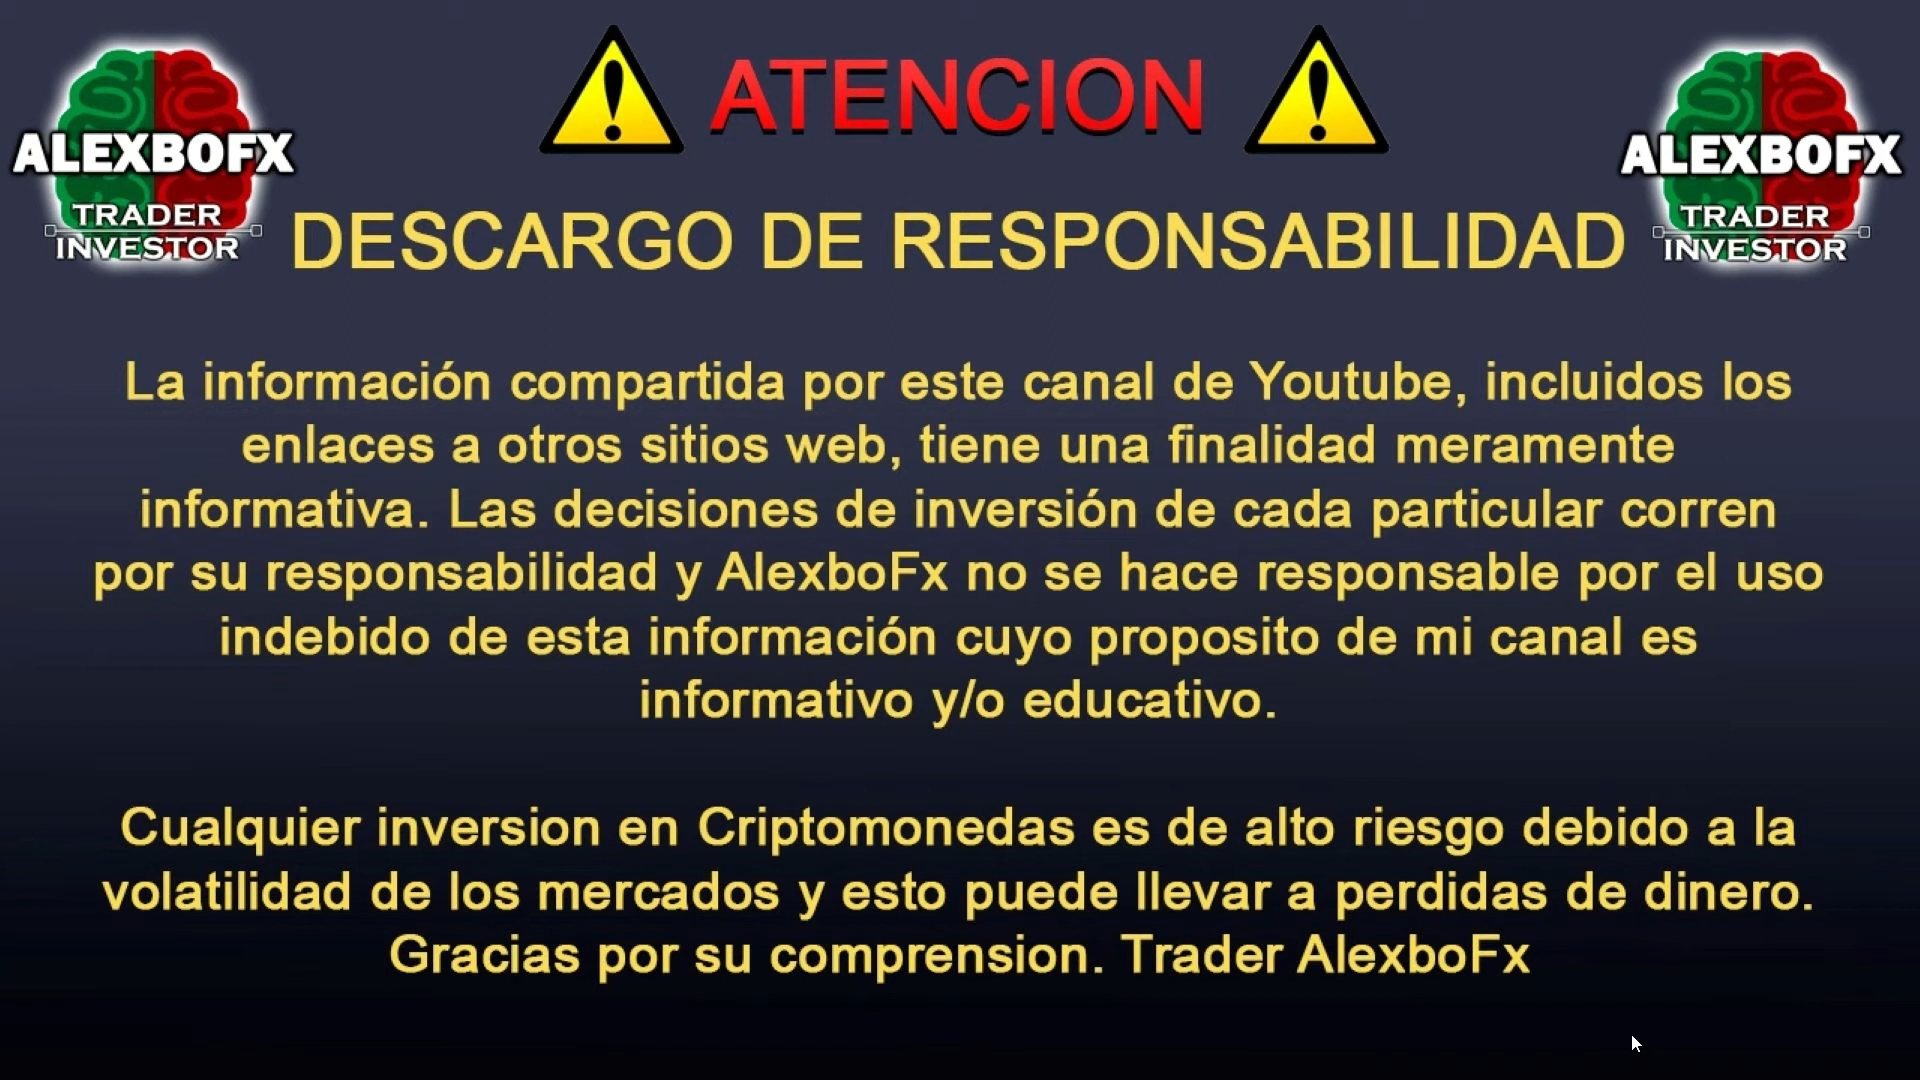 ATENCION
ALEXBOFX
TRADER
INVESTOR
ALEXBOFX
TRADER
INVESTOR
DESCARGO DE RESPONSABILIDAD
La información compartida por este canal de Youtube, incluidos los
enlaces a otros sitios web, tiene una finalidad meramente
informativa. Las decisiones de inversión de cada particular corren
por su responsabilidad y AlexboFx no se hace responsable por el uso
indebido de esta información cuyo proposito de mi canal es
informativo y/o educativo.
Cualquier inversion en Criptomonedas es de alto riesgo debido a la
volatilidad de los mercados y esto puede llevar a perdidas de dinero.
Gracias por su comprension. Trader AlexboFx